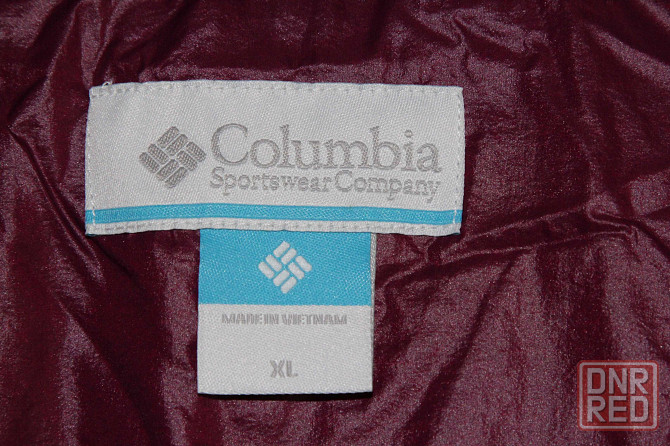 Columbia
Sportswear Company
MADE IN VIETNAM
XL
DNR
RED